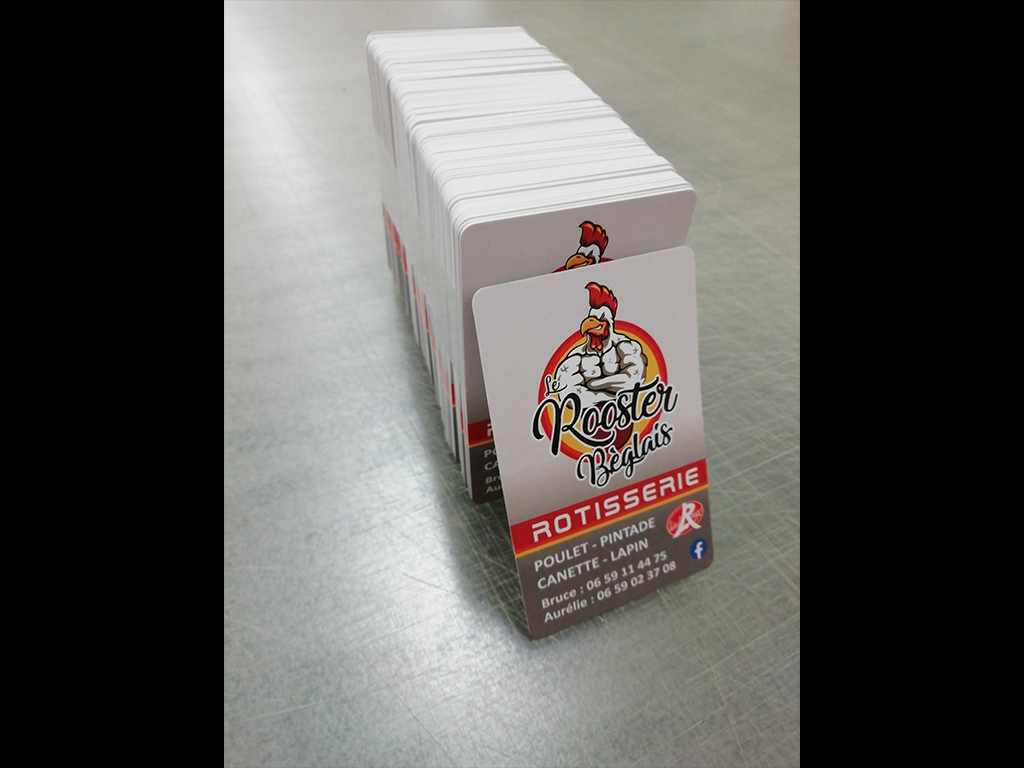 Le
Rooster
Bèglais
ROTISSERIE
POULET - PINTADE
CANETTE - LAPIN
Bruce : 06 59 11 44 75
Aurélie : 06 59 02 37 08
f